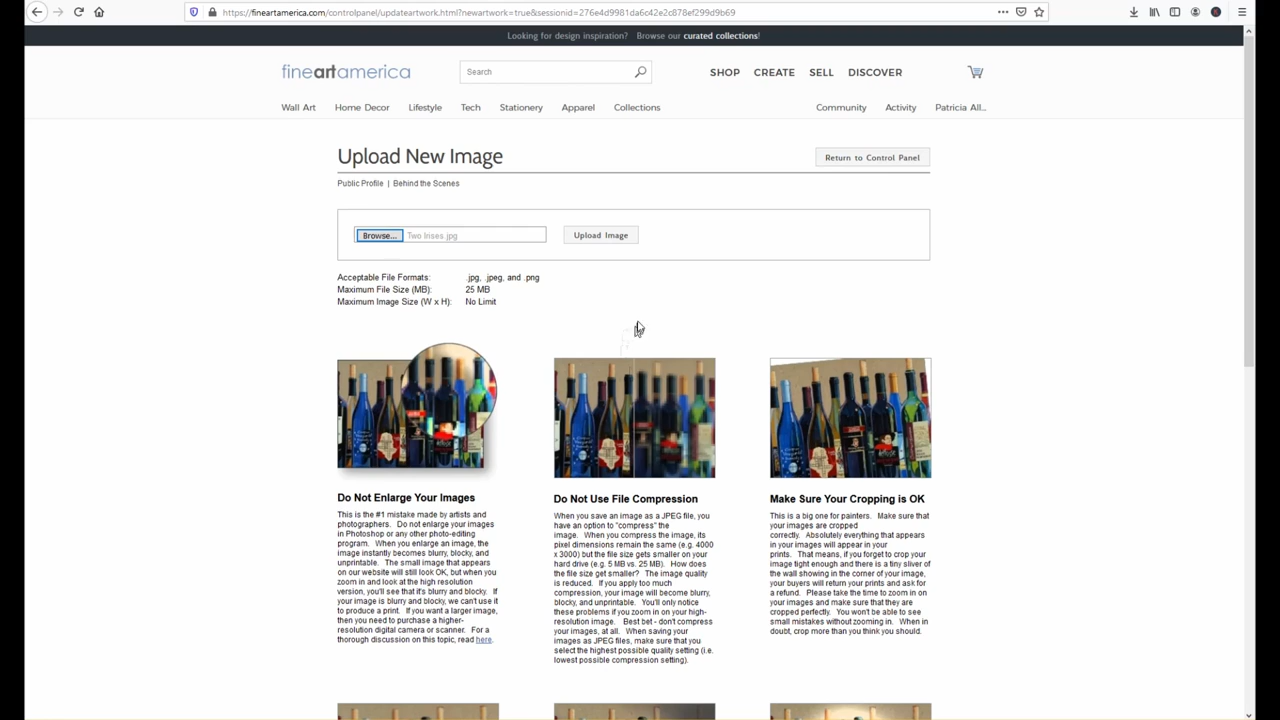 https://fineartamerica.com/controlpanel/updateartwork.html?newartwork=true&sessionid=276e4d9981da6c42e2c878ef299d9b69
Looking for design inspiration? Browse our curated collections!
fineartamerica
Search
SHOP CREATE SELL DISCOVER
Wall Art Home Decor Lifestyle Tech Stationery Apparel Collections Community Activity Patricia All...
Upload New Image
Return to Control Panel
Public Profile | Behind the Scenes
Browse... Two Irises.jpg
Upload Image
Acceptable File Formats: .jpg, .jpeg, and .png
Maximum File Size (MB): 25 MB
Maximum Image Size (W x H): No Limit
Do Not Enlarge Your Images
This is the #1 mistake made by artists and
photographers. Do not enlarge your images
in Photoshop or any other photo-editing
program. When you enlarge an image, the
image instantly becomes blurry, blocky, and
unprintable. The small image that appears
on our website will still look OK, but when you
zoom in and look at the high resolution
version, you'll see that it's blurry and blocky. If
your image is blurry and blocky, we can't use it
to produce a print. If you want a larger image,
then you need to purchase a higher-
resolution digital camera or scanner. For a
thorough discussion on this topic, read here.
Do Not Use File Compression
When you save an image as a JPEG file, you
have an option to "compress" the
image. When you compress the image, its
pixel dimensions remain the same (e.g. 4000
x 3000) but the file size gets smaller on your
hard drive (e.g. 5 MB vs. 25 MB). How does
the file size get smaller? The image quality
is reduced. If you apply too much
compression, your image will become blurry,
blocky, and unprintable. You'll only notice
these problems if you zoom in on your high-
resolution image. Best bet - don't compress
your images, at all. When saving your
images as JPEG files, make sure that you
select the highest possible quality setting (i.e.
lowest possible compression setting).
Make Sure Your Cropping is OK
This is a big one for painters. Make sure that
your images are cropped
correctly. Absolutely everything that appears
in your images will appear in your
prints. That means, if you forget to crop your
image tight enough and there is a tiny sliver of
the wall showing in the corner of your image,
your buyers will return your prints and ask for
a refund. Please take the time to zoom in on
your images and make sure that they are
cropped perfectly. You won't be able to see
small mistakes without zooming in. When in
doubt, crop more than you think you should.